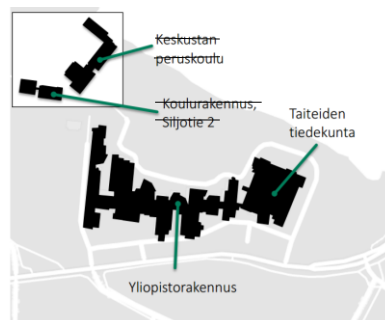 Keskustan
peruskoulu
Koulurakennus,
Siljotie 2
Taiteiden
tiedekunta
Yliopistorakennus